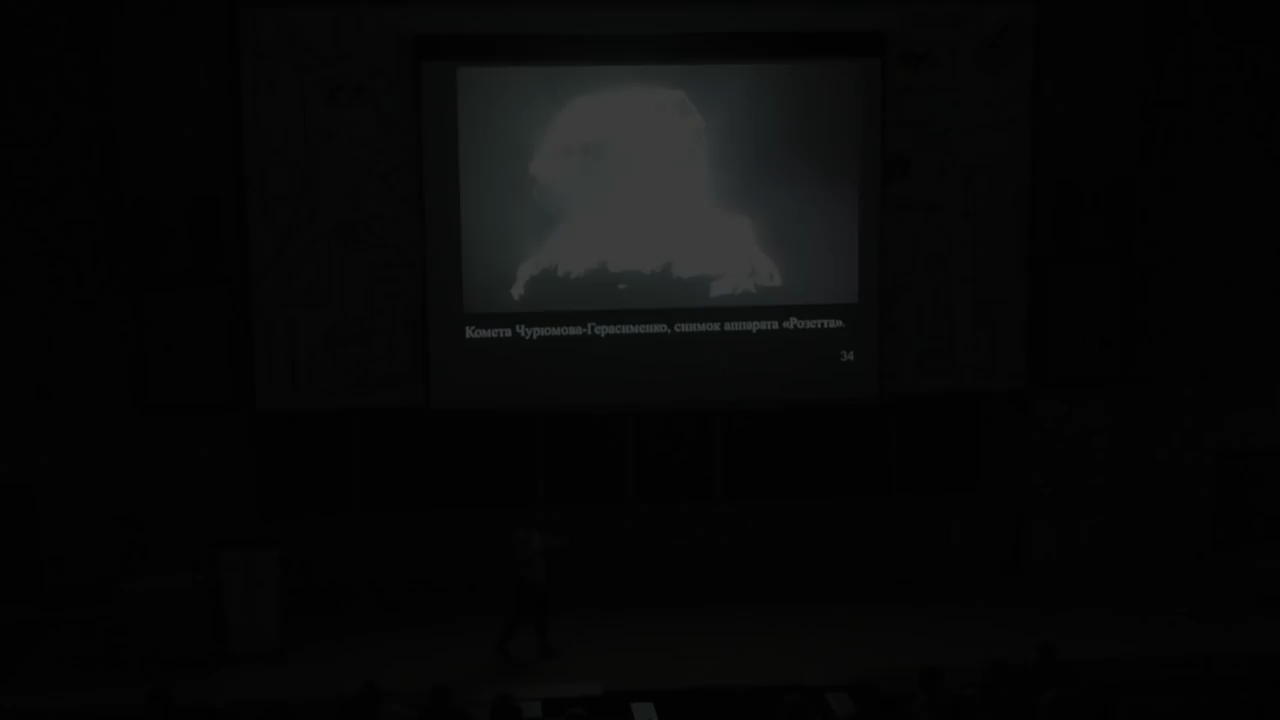 Комета Чурюмова-Герасименко, снимок аппарата «Розетта».
34